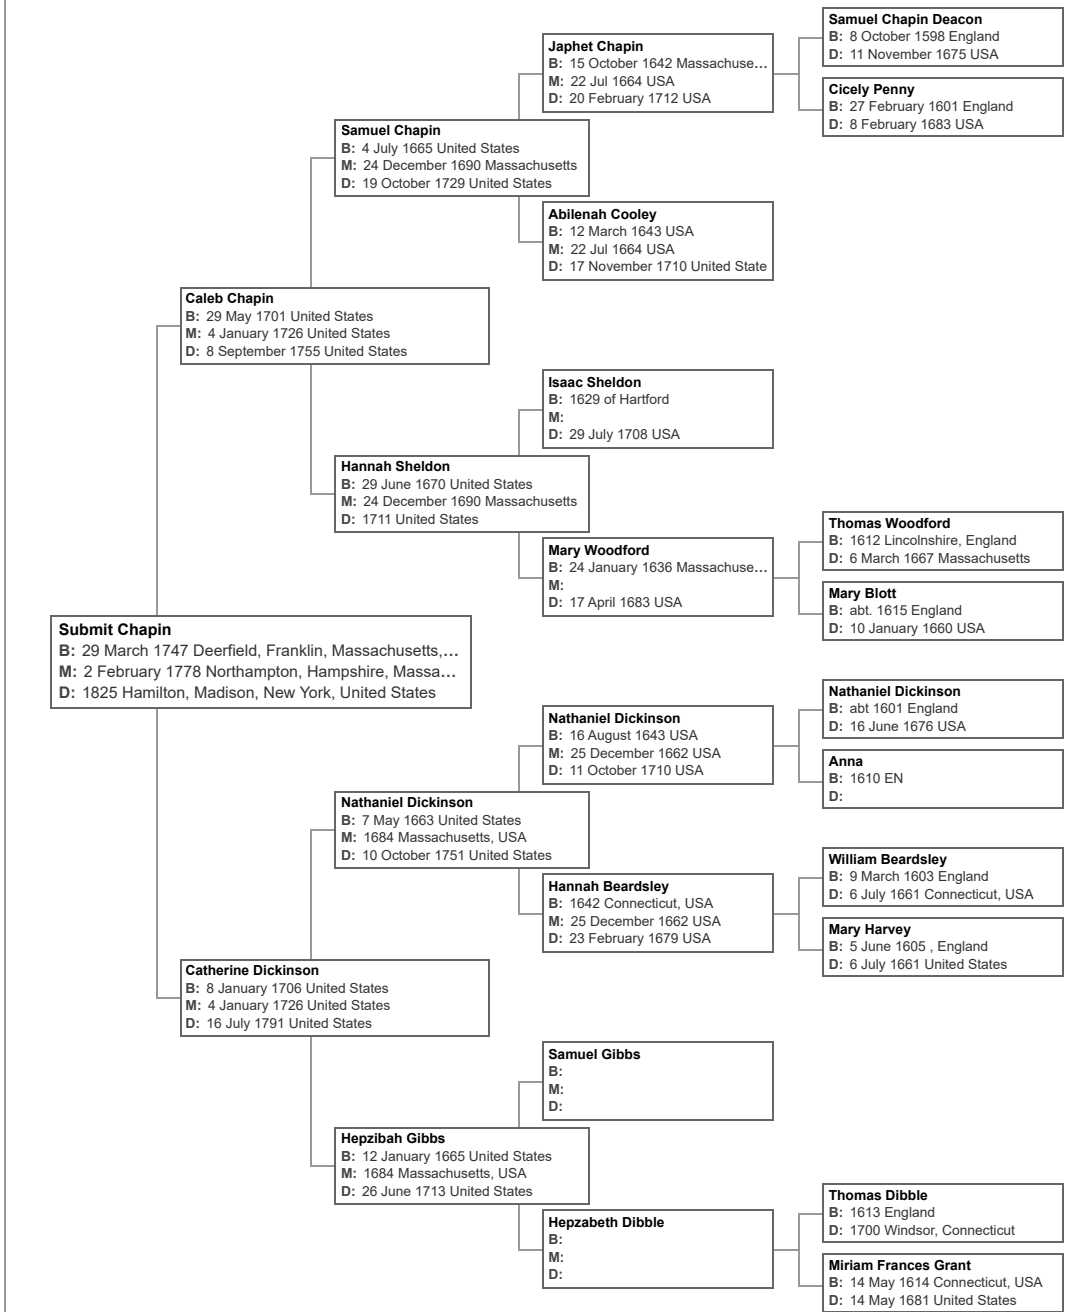 Samuel Chapin Deacon
B: 8 October 1598 England
D: 11 November 1675 USA
Japhet Chapin
B: 15 October 1642 Massachuse...
M: 22 Jul 1664 USA
D: 20 February 1712 USA
Cicely Penny
B: 27 February 1601 England
D: 8 February 1683 USA
Samuel Chapin
B: 4 July 1665 United States
M: 24 December 1690 Massachusetts
D: 19 October 1729 United States
Abilenah Cooley
B: 12 March 1643 USA
M: 22 Jul 1664 USA
D: 17 November 1710 United State
Caleb Chapin
B: 29 May 1701 United States
M: 4 January 1726 United States
D: 8 September 1755 United States
Isaac Sheldon
B: 1629 of Hartford
M:
D: 29 July 1708 USA
Hannah Sheldon
B: 29 June 1670 United States
M: 24 December 1690 Massachusetts
D: 1711 United States
Thomas Woodford
B: 1612 Lincolnshire, England
D: 6 March 1667 Massachusetts
Mary Woodford
B: 24 January 1636 Massachuse...
M:
D: 17 April 1683 USA
Mary Blott
B: abt. 1615 England
D: 10 January 1660 USA
Submit Chapin
B: 29 March 1747 Deerfield, Franklin, Massachusetts,...
M: 2 February 1778 Northampton, Hampshire, Massa...
D: 1825 Hamilton, Madison, New York, United States
Nathaniel Dickinson
B: abt 1601 England
D: 16 June 1676 USA
Nathaniel Dickinson
B: 16 August 1643 USA
M: 25 December 1662 USA
D: 11 October 1710 USA
Anna
B: 1610 EN
D:
Nathaniel Dickinson
B: 7 May 1663 United States
M: 1684 Massachusetts, USA
D: 10 October 1751 United States
William Beardsley
B: 9 March 1603 England
D: 6 July 1661 Connecticut, USA
Hannah Beardsley
B: 1642 Connecticut, USA
M: 25 December 1662 USA
D: 23 February 1679 USA
Mary Harvey
B: 5 June 1605 , England
D: 6 July 1661 United States
Catherine Dickinson
B: 8 January 1706 United States
M: 4 January 1726 United States
D: 16 July 1791 United States
Samuel Gibbs
B:
M:
D:
Hepzibah Gibbs
B: 12 January 1665 United States
M: 1684 Massachusetts, USA
D: 26 June 1713 United States
Thomas Dibble
B: 1613 England
D: 1700 Windsor, Connecticut
Hepzabeth Dibble
B:
M:
D:
Miriam Frances Grant
B: 14 May 1614 Connecticut, USA
D: 14 May 1681 United States